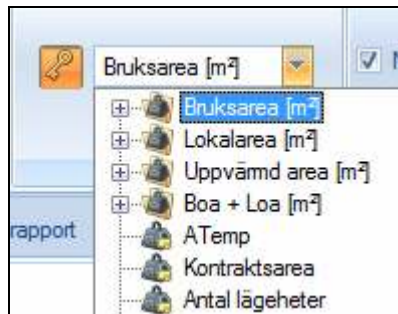 Bruksarea [m²]
Bruksarea [m²]
Lokalarea [m²]
Uppvärmd area [m²]
Boa + Loa [m²]
rapport
ATemp
Kontraktsarea
Antal lägeheter